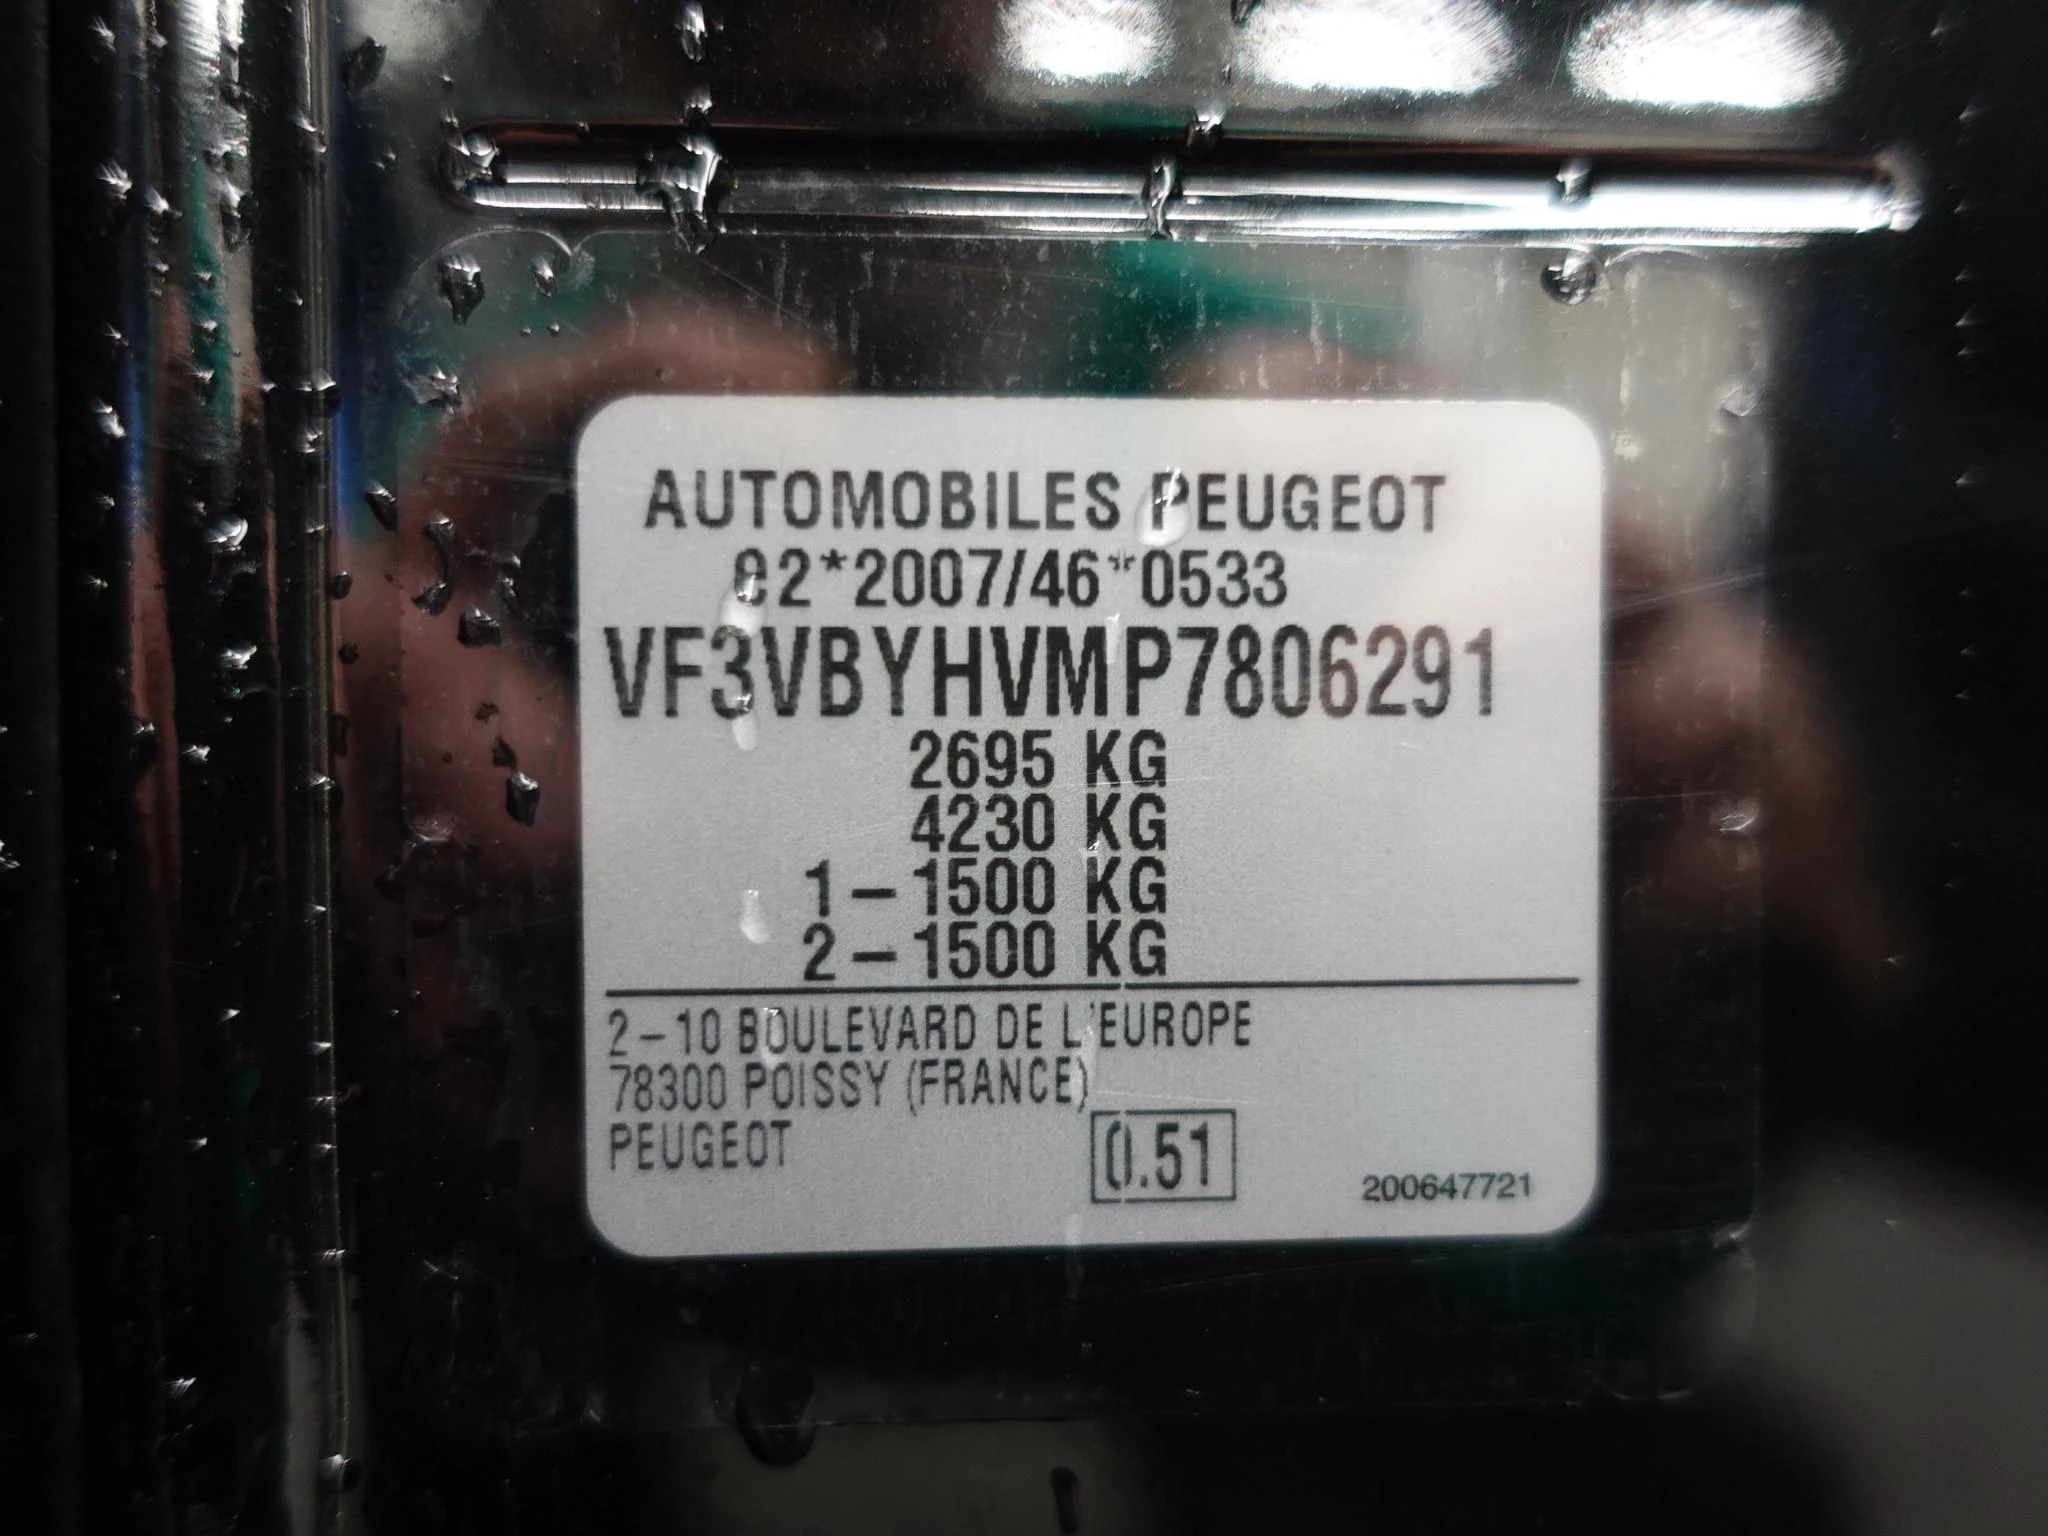 AUTOMOBILES PEUGEOT
e2*2007/46*0533
VF3VBYHVMP7806291
2695 KG
4230 KG
1-1500 KG
2-1500 KG
2-10 BOULEVARD DE L'EUROPE
78300 POISSY (FRANCE)
PEUGEOT
0.51
200647721